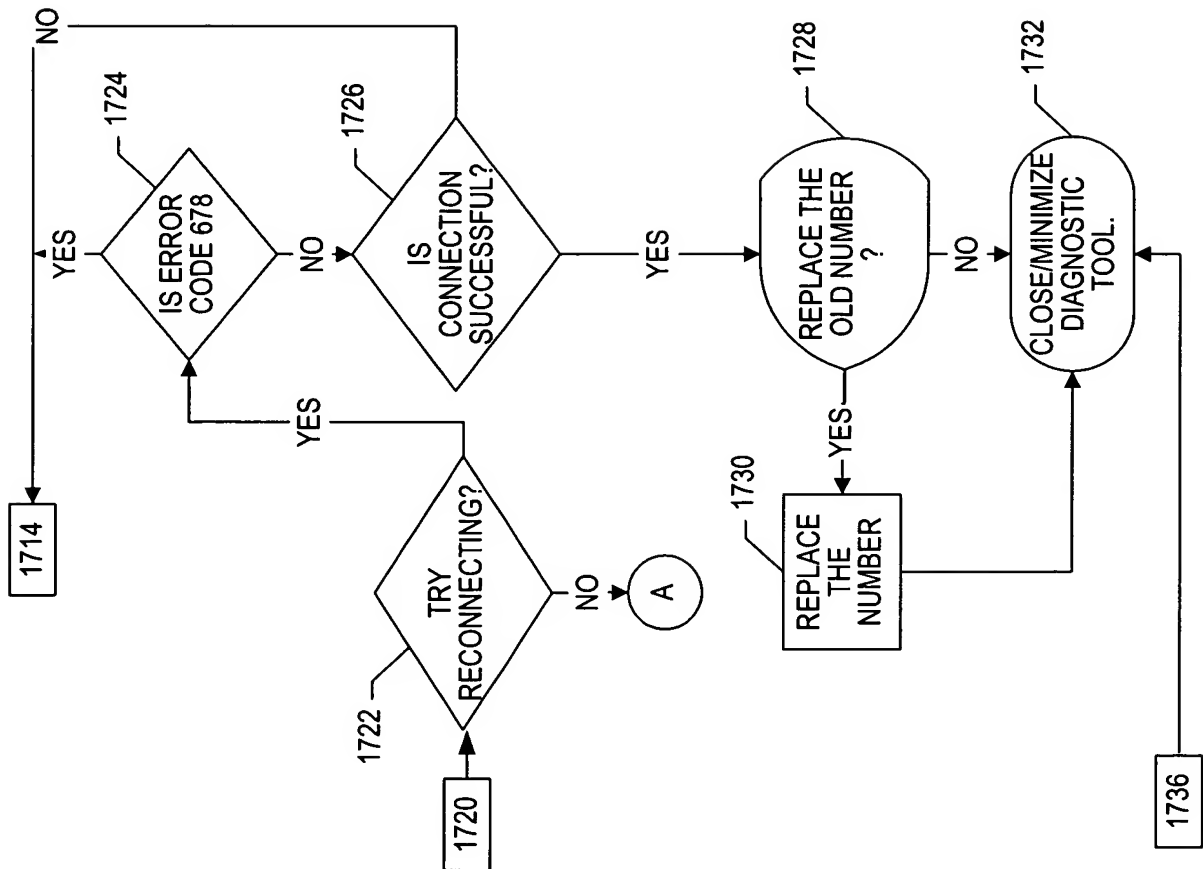 1720
1722
TRY
RECONNECTING?
NO
A
YES
1714
YES
IS ERROR
CODE 678
1724
NO
1726
IS
CONNECTION
SUCCESSFUL?
NO
YES
1728
REPLACE THE
OLD NUMBER
?
YES
1730
REPLACE
THE
NUMBER
NO
1732
CLOSE/MINIMIZE
DIAGNOSTIC
TOOL.
1736